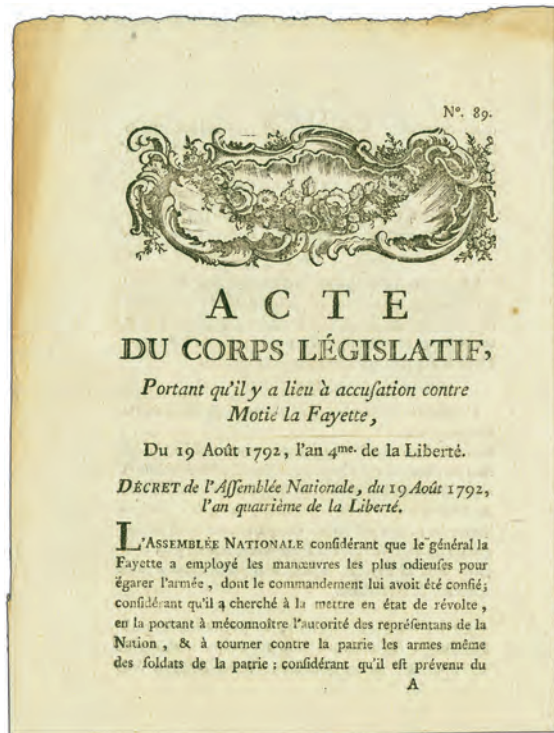 Nº. 89.
ACTE
DU CORPS LÉGISLATIF,
Portant qu'il y a lieu à accuſation contre
Motié la Fayette,
Du 19 Août 1792, l'an 4me. de la Liberté.
DÉCRET de l'Aſſemblée Nationale, du 19 Août 1792,
l'an quatrième de la Liberté.
L'ASSEMBLÉE NATIONALE conſidérant que le général la
Fayette a employé les manœuvres les plus odieuſes pour
égarer l'armée, dont le commandement lui avoit été confié;
conſidérant qu'il a cherché à la mettre en état de révolte,
en la portant à méconnoître l'autorité des repréſentans de la
Nation, & à tourner contre la patrie les armes même
des ſoldats de la patrie : conſidérant qu'il eſt prévenu du
A